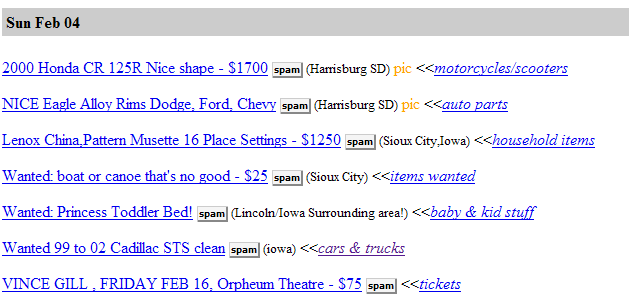 Sun Feb 04
2000 Honda CR 125R Nice shape - $1700 spam (Harrisburg SD) pic <<motorcycles/scooters
NICE Eagle Alloy Rims Dodge, Ford, Chevy spam (Harrisburg SD) pic <<auto parts
Lenox China,Pattern Musette 16 Place Settings - $1250 spam (Sioux City,Iowa) <<household items
Wanted: boat or canoe that's no good - $25 spam (Sioux City) <<items wanted
Wanted: Princess Toddler Bed! spam (Lincoln/Iowa Surrounding area!) <<baby & kid stuff
Wanted 99 to 02 Cadillac STS clean spam (iowa) <<cars & trucks
VINCE GILL , FRIDAY FEB 16, Orpheum Theatre - $75 spam <<tickets